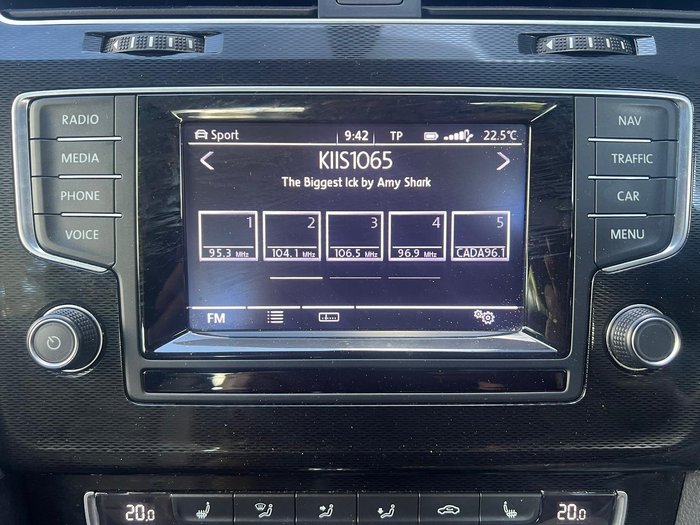 RADIO
MEDIA
PHONE
VOICE
Sport 9:42 TP 22.5°C
< KIIS1065 >
The Biggest Ick by Amy Shark
1 2 3 4 5
95.3 MHz 104.1 MHz 106.5 MHz 96.9 MHz CADA96.1
FM
NAV
TRAFFIC
CAR
MENU
20.0 20.0